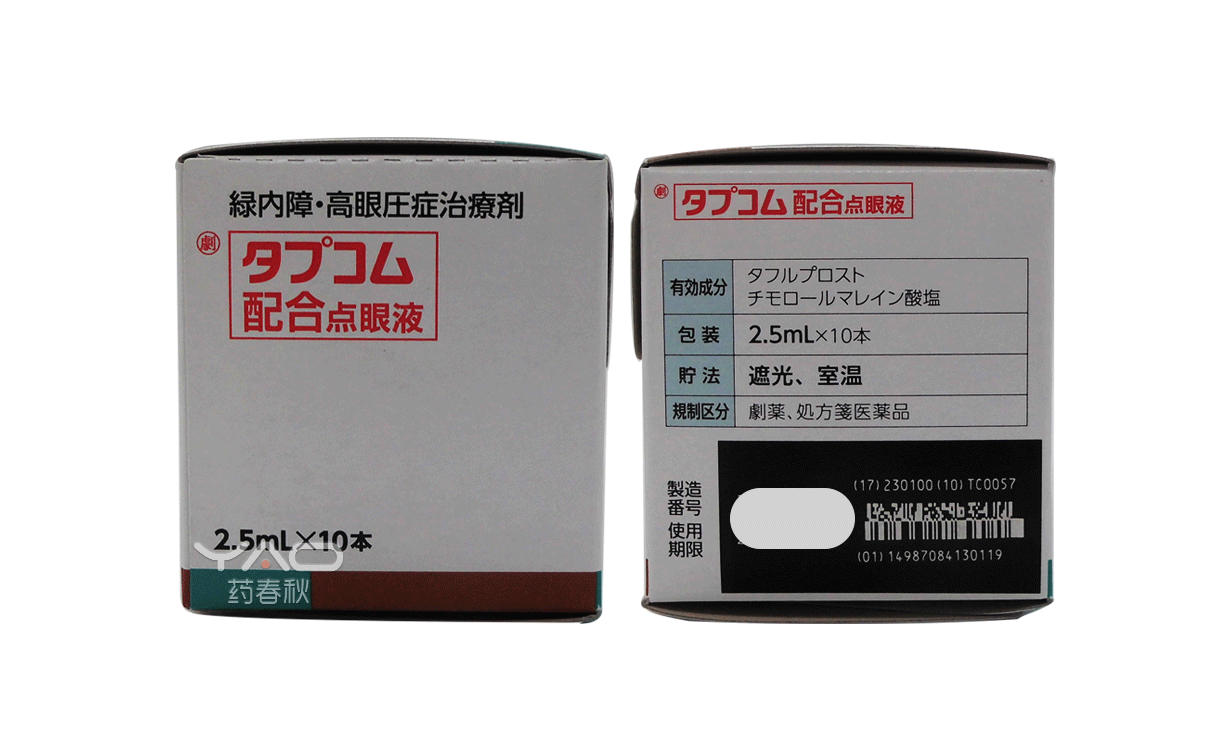 緑内障・高眼圧症治療剤
劇
タプコム
配合点眼液
2.5mL×10本
YAO
药春秋
劇 タプコム 配合点眼液
有効成分 タフルプロスト
チモロールマレイン酸塩
包装 2.5mL×10本
貯法 遮光、室温
規制区分 劇薬、処方箋医薬品
製造
番号
使用
期限
(17)230100(10)TC0057
(01)14987084130119